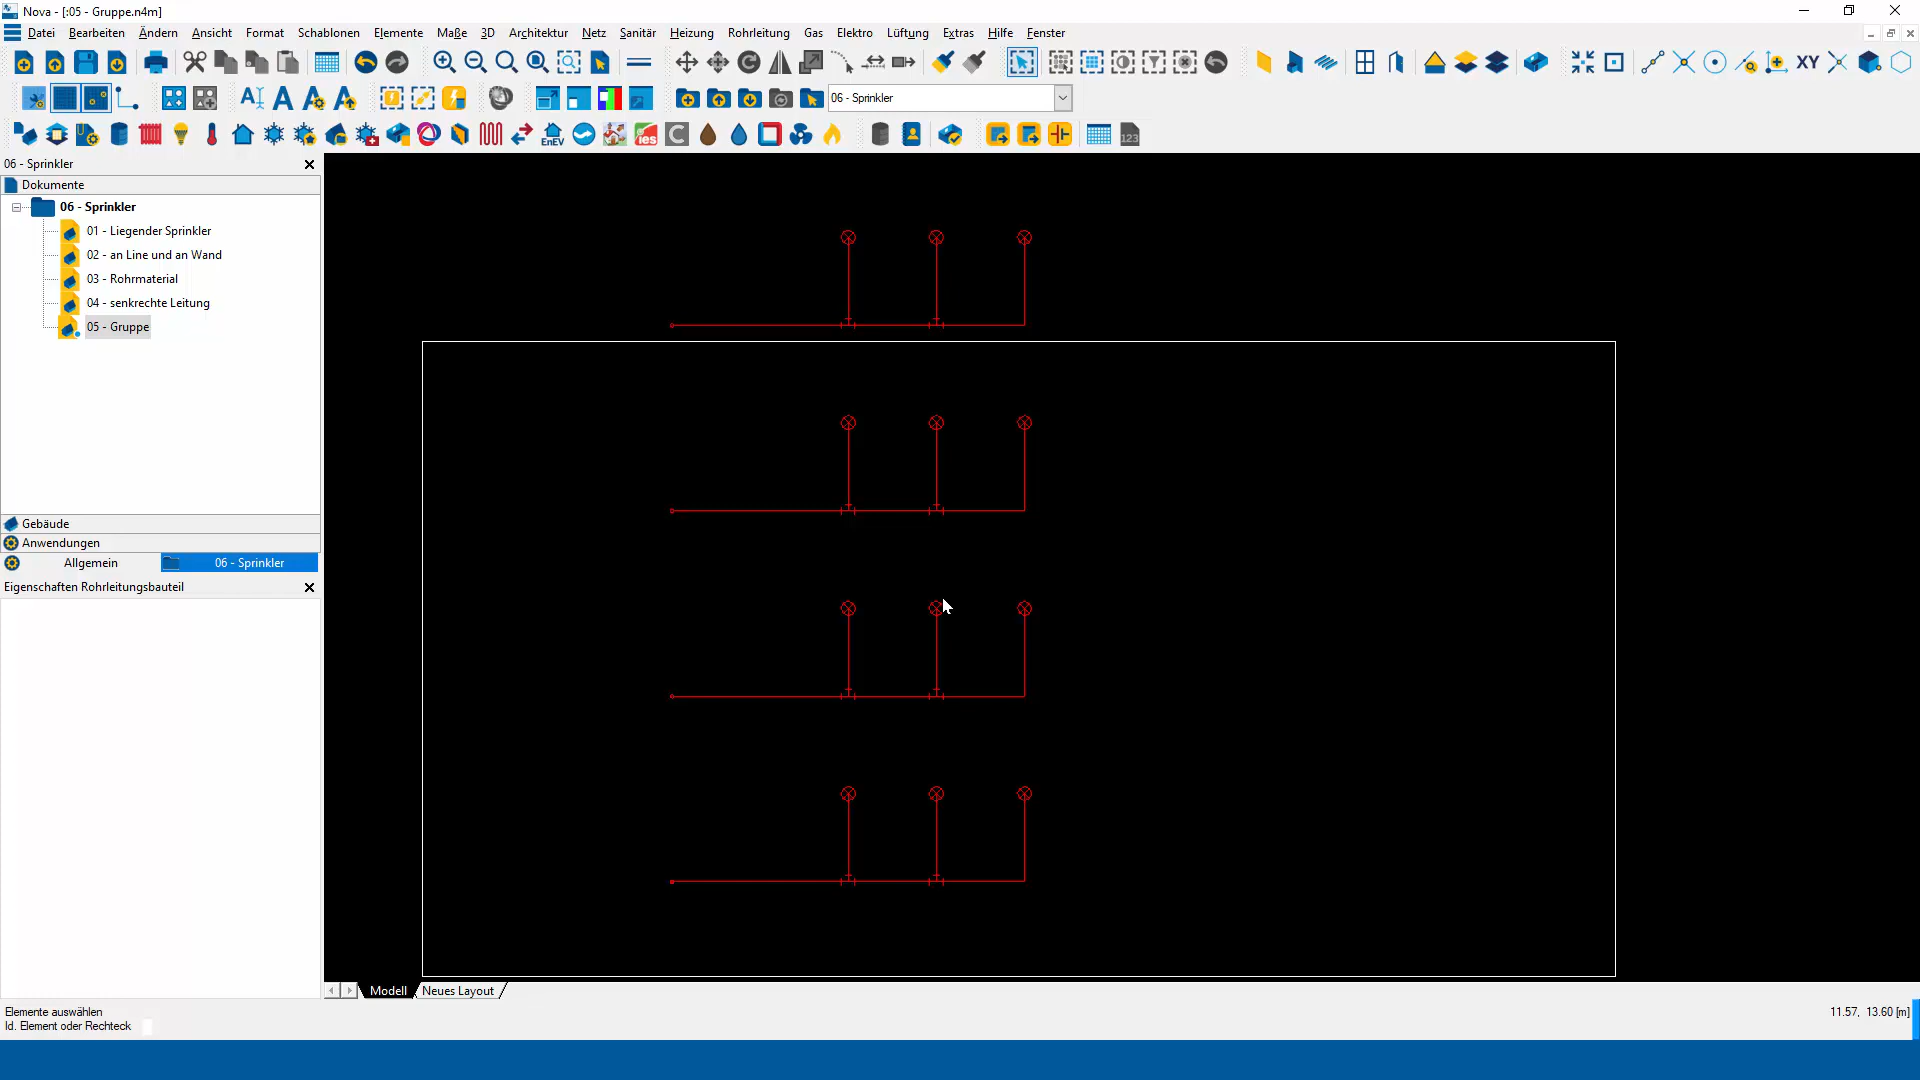 Nova - [:05 - Gruppe.n4m]
Datei Bearbeiten Ändern Ansicht Format Schablonen Elemente Maße 3D Architektur Netz Sanitär Heizung Rohrleitung Gas Elektro Lüftung Extras Hilfe Fenster
XY
06 - Sprinkler
EnEV ies C 123
06 - Sprinkler
Dokumente
06 - Sprinkler
01 - Liegender Sprinkler
02 - an Line und an Wand
03 - Rohrmaterial
04 - senkrechte Leitung
05 - Gruppe
Gebäude
Anwendungen
Allgemein 06 - Sprinkler
Eigenschaften Rohrleitungsbauteil
Modell Neues Layout
Elemente auswählen
Id. Element oder Rechteck
11.57, 13.60 [m]